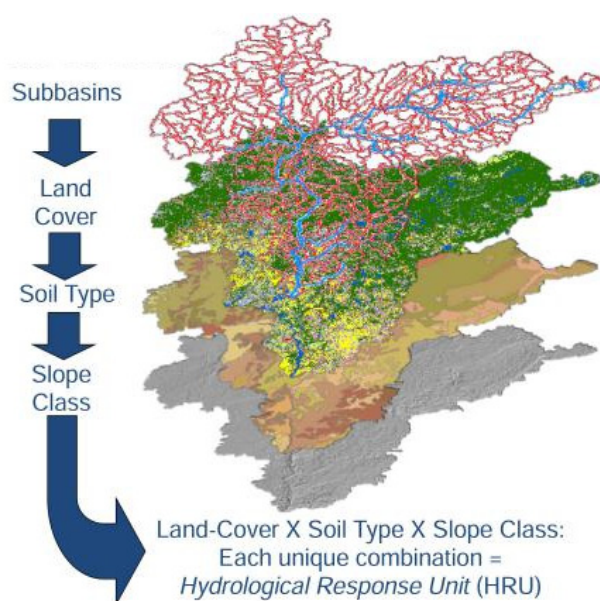 Subbasins
Land
Cover
Soil Type
Slope
Class
Land-Cover X Soil Type X Slope Class:
Each unique combination =
Hydrological Response Unit (HRU)